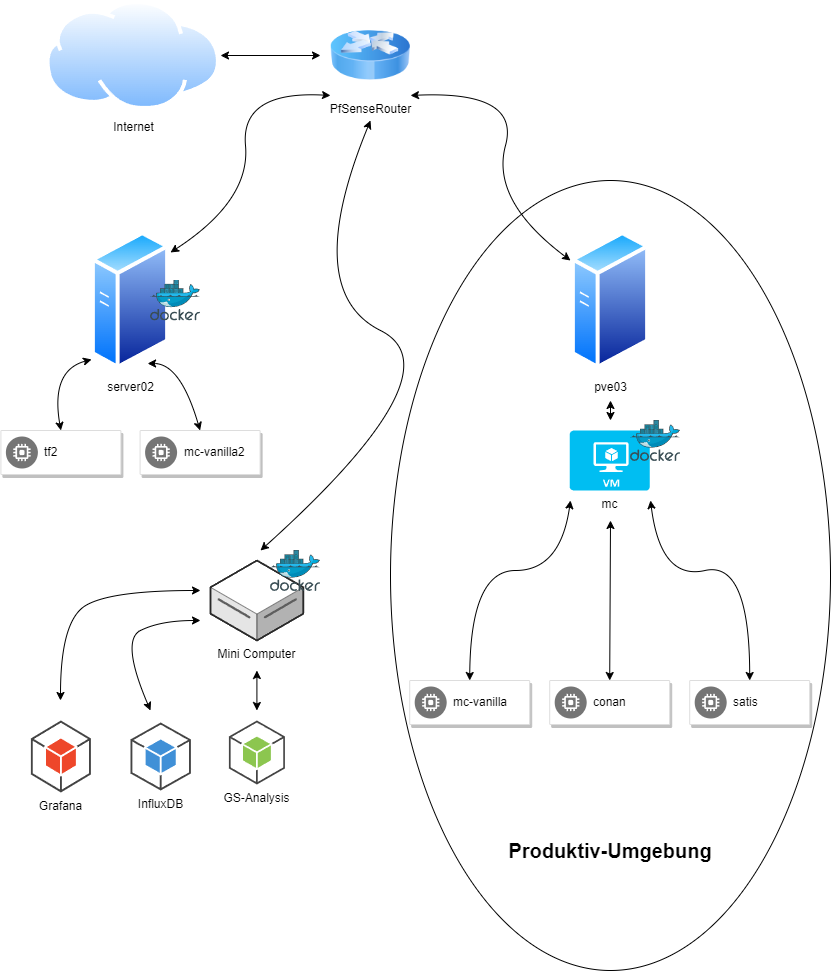 Internet
PfSenseRouter
docker
server02
pve03
tf2
mc-vanilla2
docker
VM
mc
docker
Mini Computer
mc-vanilla
conan
satis
Grafana
InfluxDB
GS-Analysis
Produktiv-Umgebung